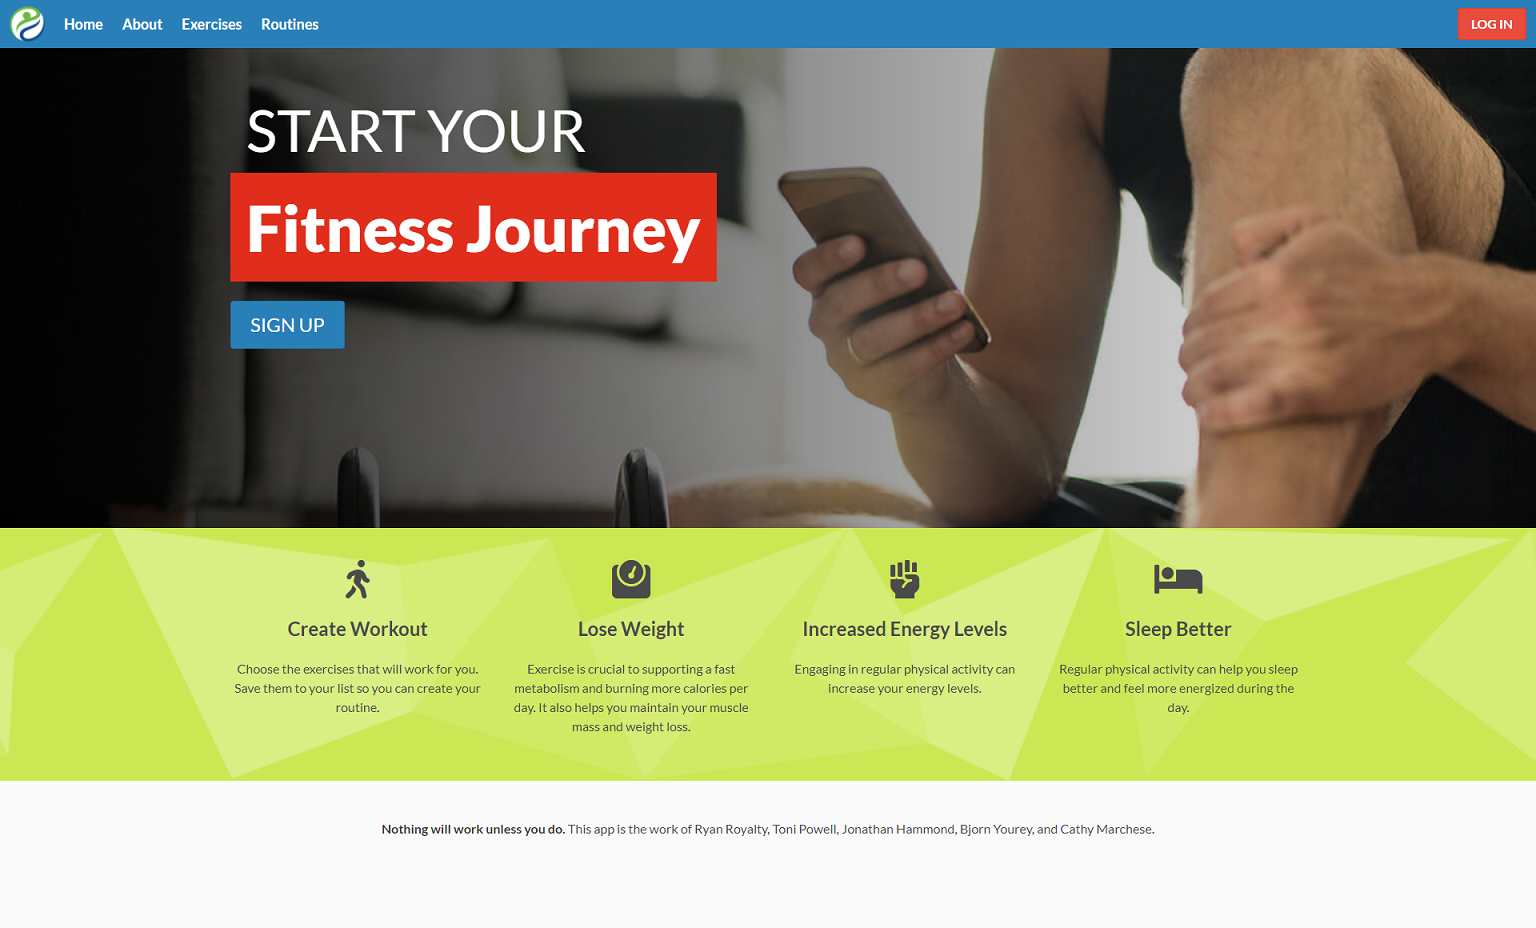 Home About Exercises Routines LOG IN
START YOUR
Fitness Journey
SIGN UP
Create Workout
Choose the exercises that will work for you.
Save them to your list so you can create your
routine.
Lose Weight
Exercise is crucial to supporting a fast
metabolism and burning more calories per
day. It also helps you maintain your muscle
mass and weight loss.
Increased Energy Levels
Engaging in regular physical activity can
increase your energy levels.
Sleep Better
Regular physical activity can help you sleep
better and feel more energized during the
day.
Nothing will work unless you do. This app is the work of Ryan Royalty, Toni Powell, Jonathan Hammond, Bjorn Yourey, and Cathy Marchese.